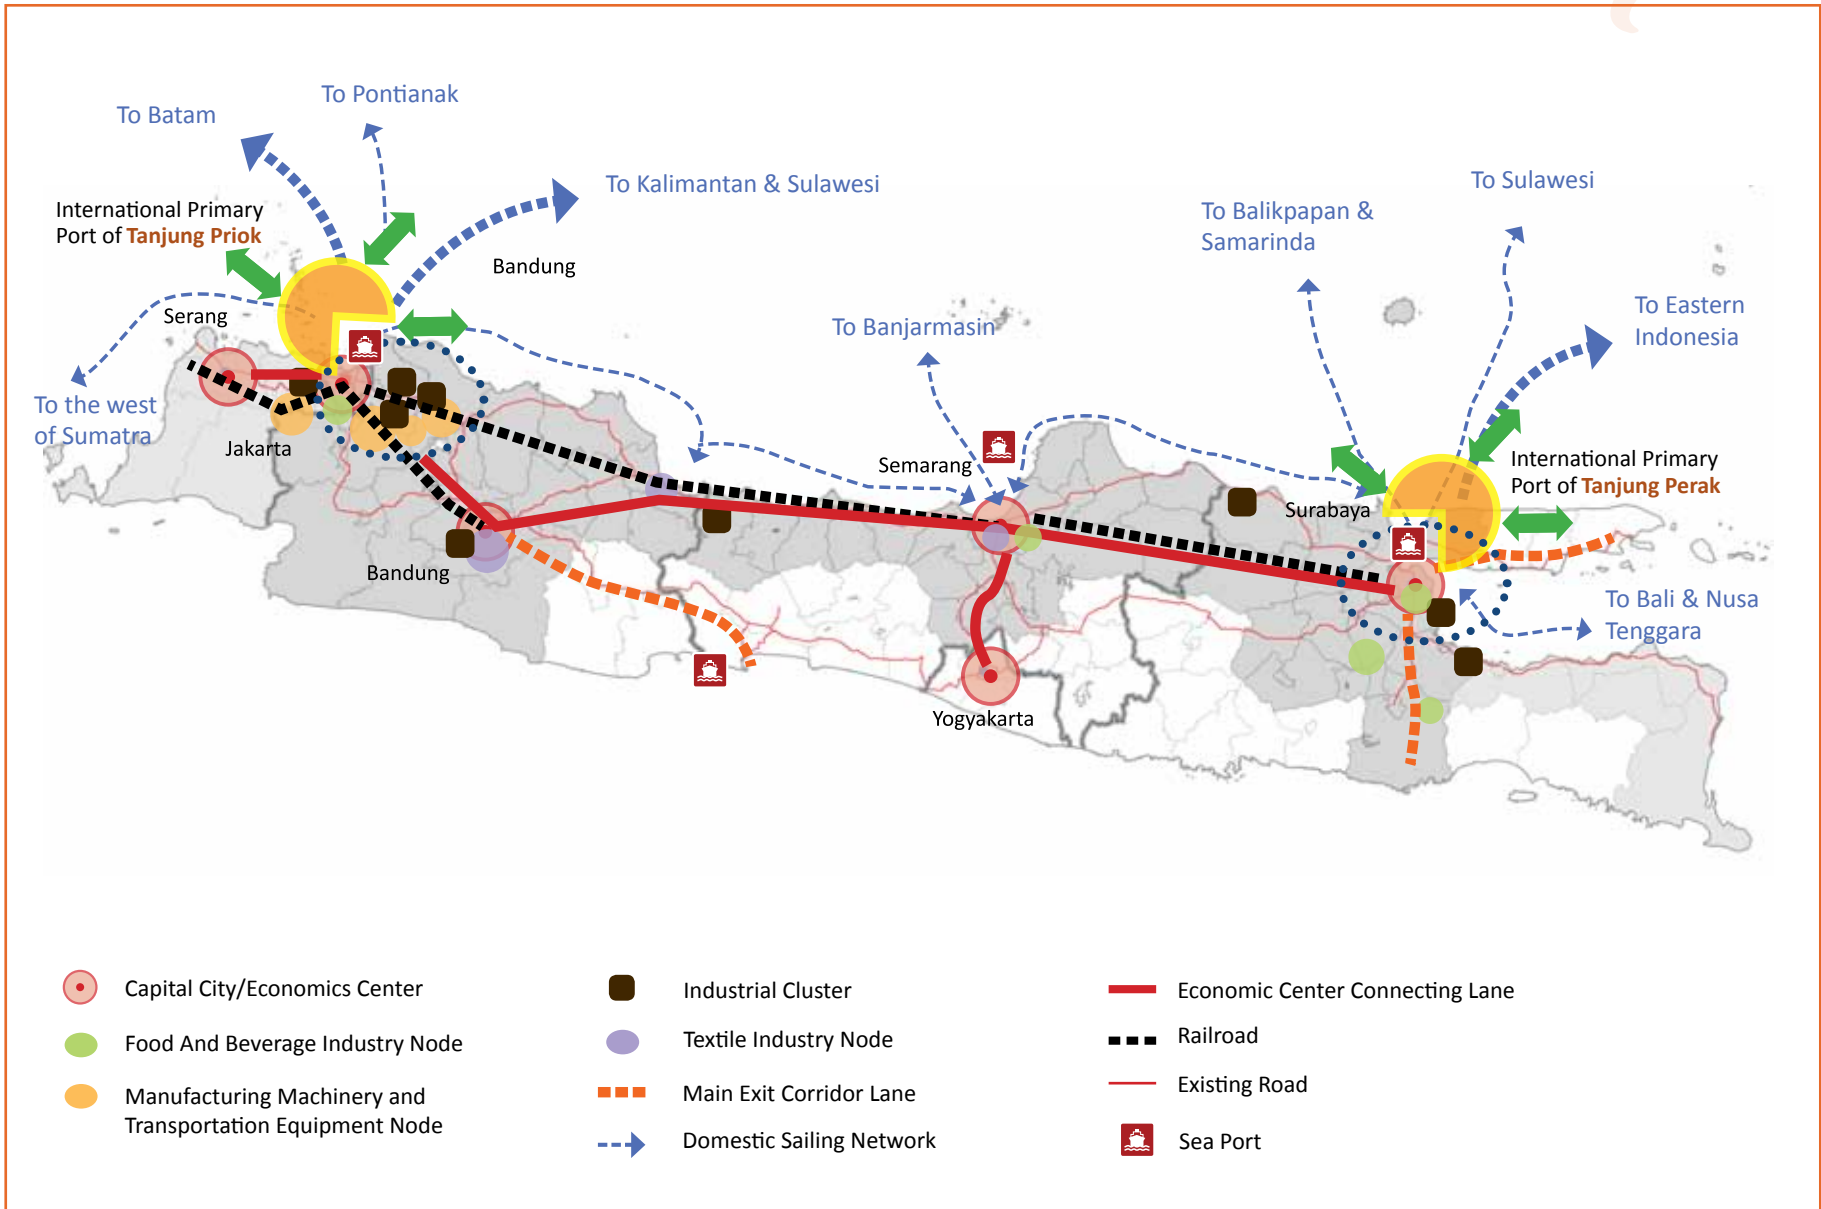 To Pontianak
To Batam
To Kalimantan & Sulawesi
To Sulawesi
International Primary
Port of Tanjung Priok
To Balikpapan &
Samarinda
Bandung
Serang
To Banjarmasin
To Eastern
Indonesia
To the west
of Sumatra
Jakarta
Semarang
International Primary
Port of Tanjung Perak
Surabaya
Bandung
To Bali & Nusa
Tenggara
Yogyakarta
Capital City/Economics Center
Food And Beverage Industry Node
Manufacturing Machinery and
Transportation Equipment Node
Industrial Cluster
Textile Industry Node
Main Exit Corridor Lane
Domestic Sailing Network
Economic Center Connecting Lane
Railroad
Existing Road
Sea Port